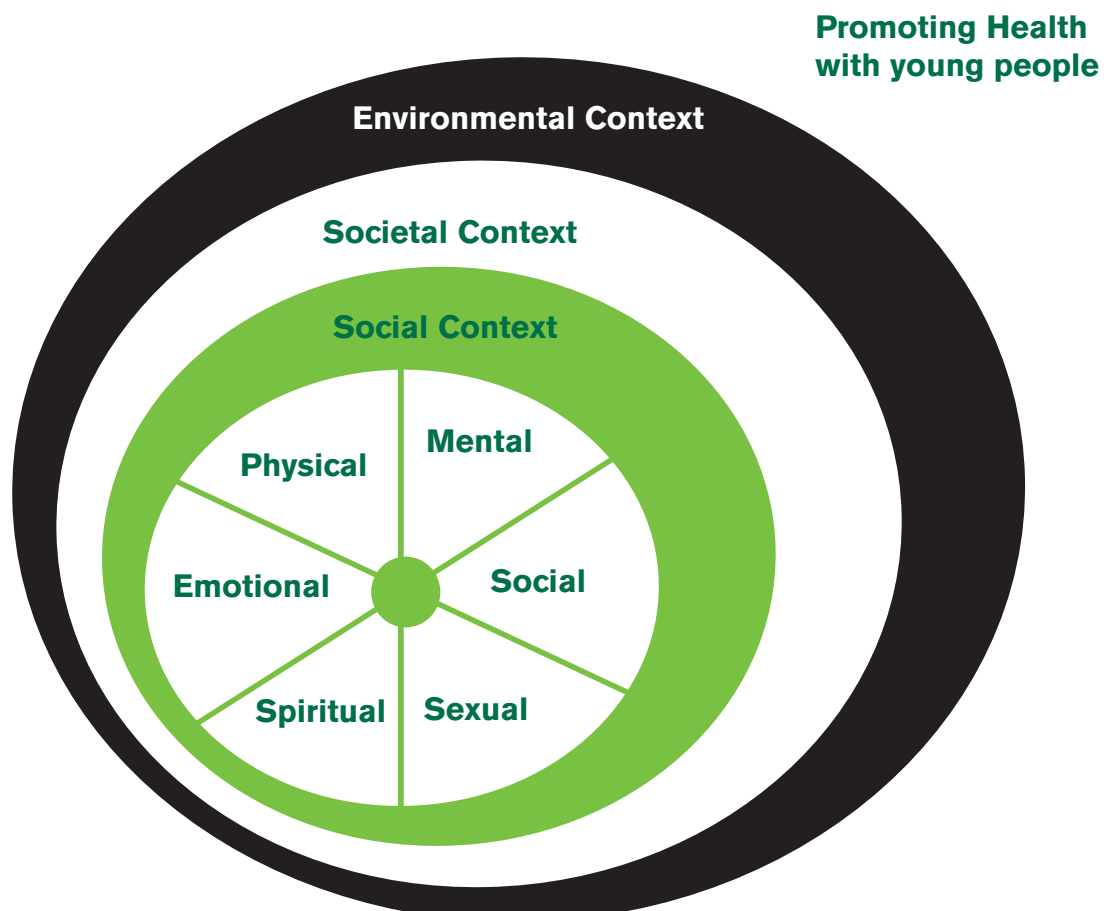 Promoting Health
with young people
Environmental Context
Societal Context
Social Context
Physical
Mental
Emotional
Social
Spiritual
Sexual